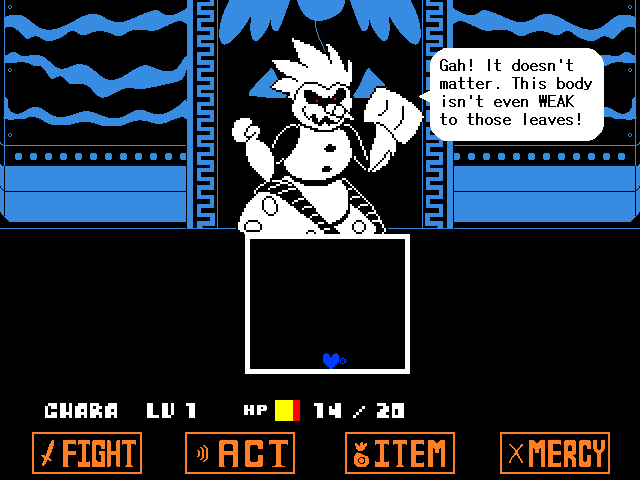 Gah! It doesn't
matter. This body
isn't even WEAK
to those leaves!
CHARA LV 1 HP 14 / 20
FIGHT ACT ITEM MERCY